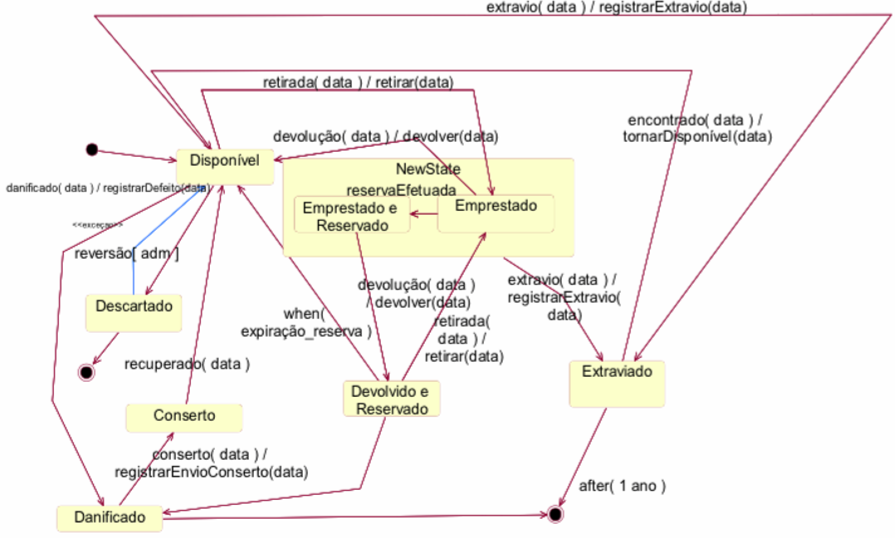 extravio( data ) / registrarExtravio(data)
retirada( data ) / retirar(data)
encontrado( data ) /
tornarDisponível(data)
devolução( data ) / devolver(data)
Disponível
NewState
danificado( data ) / registrarDefeito(data)
reservaEfetuada
Emprestado e
Reservado
Emprestado
<<exceção>>
reversão[ adm ]
Descartado
devolução( data )
/ devolver(data)
extravio( data ) /
registrarExtravio(
data)
when(
expiração_reserva )
retirada(
data ) /
retirar(data)
recuperado( data )
Extraviado
Devolvido e
Reservado
Conserto
conserto( data ) /
registrarEnvioConserto(data)
after( 1 ano )
Danificado